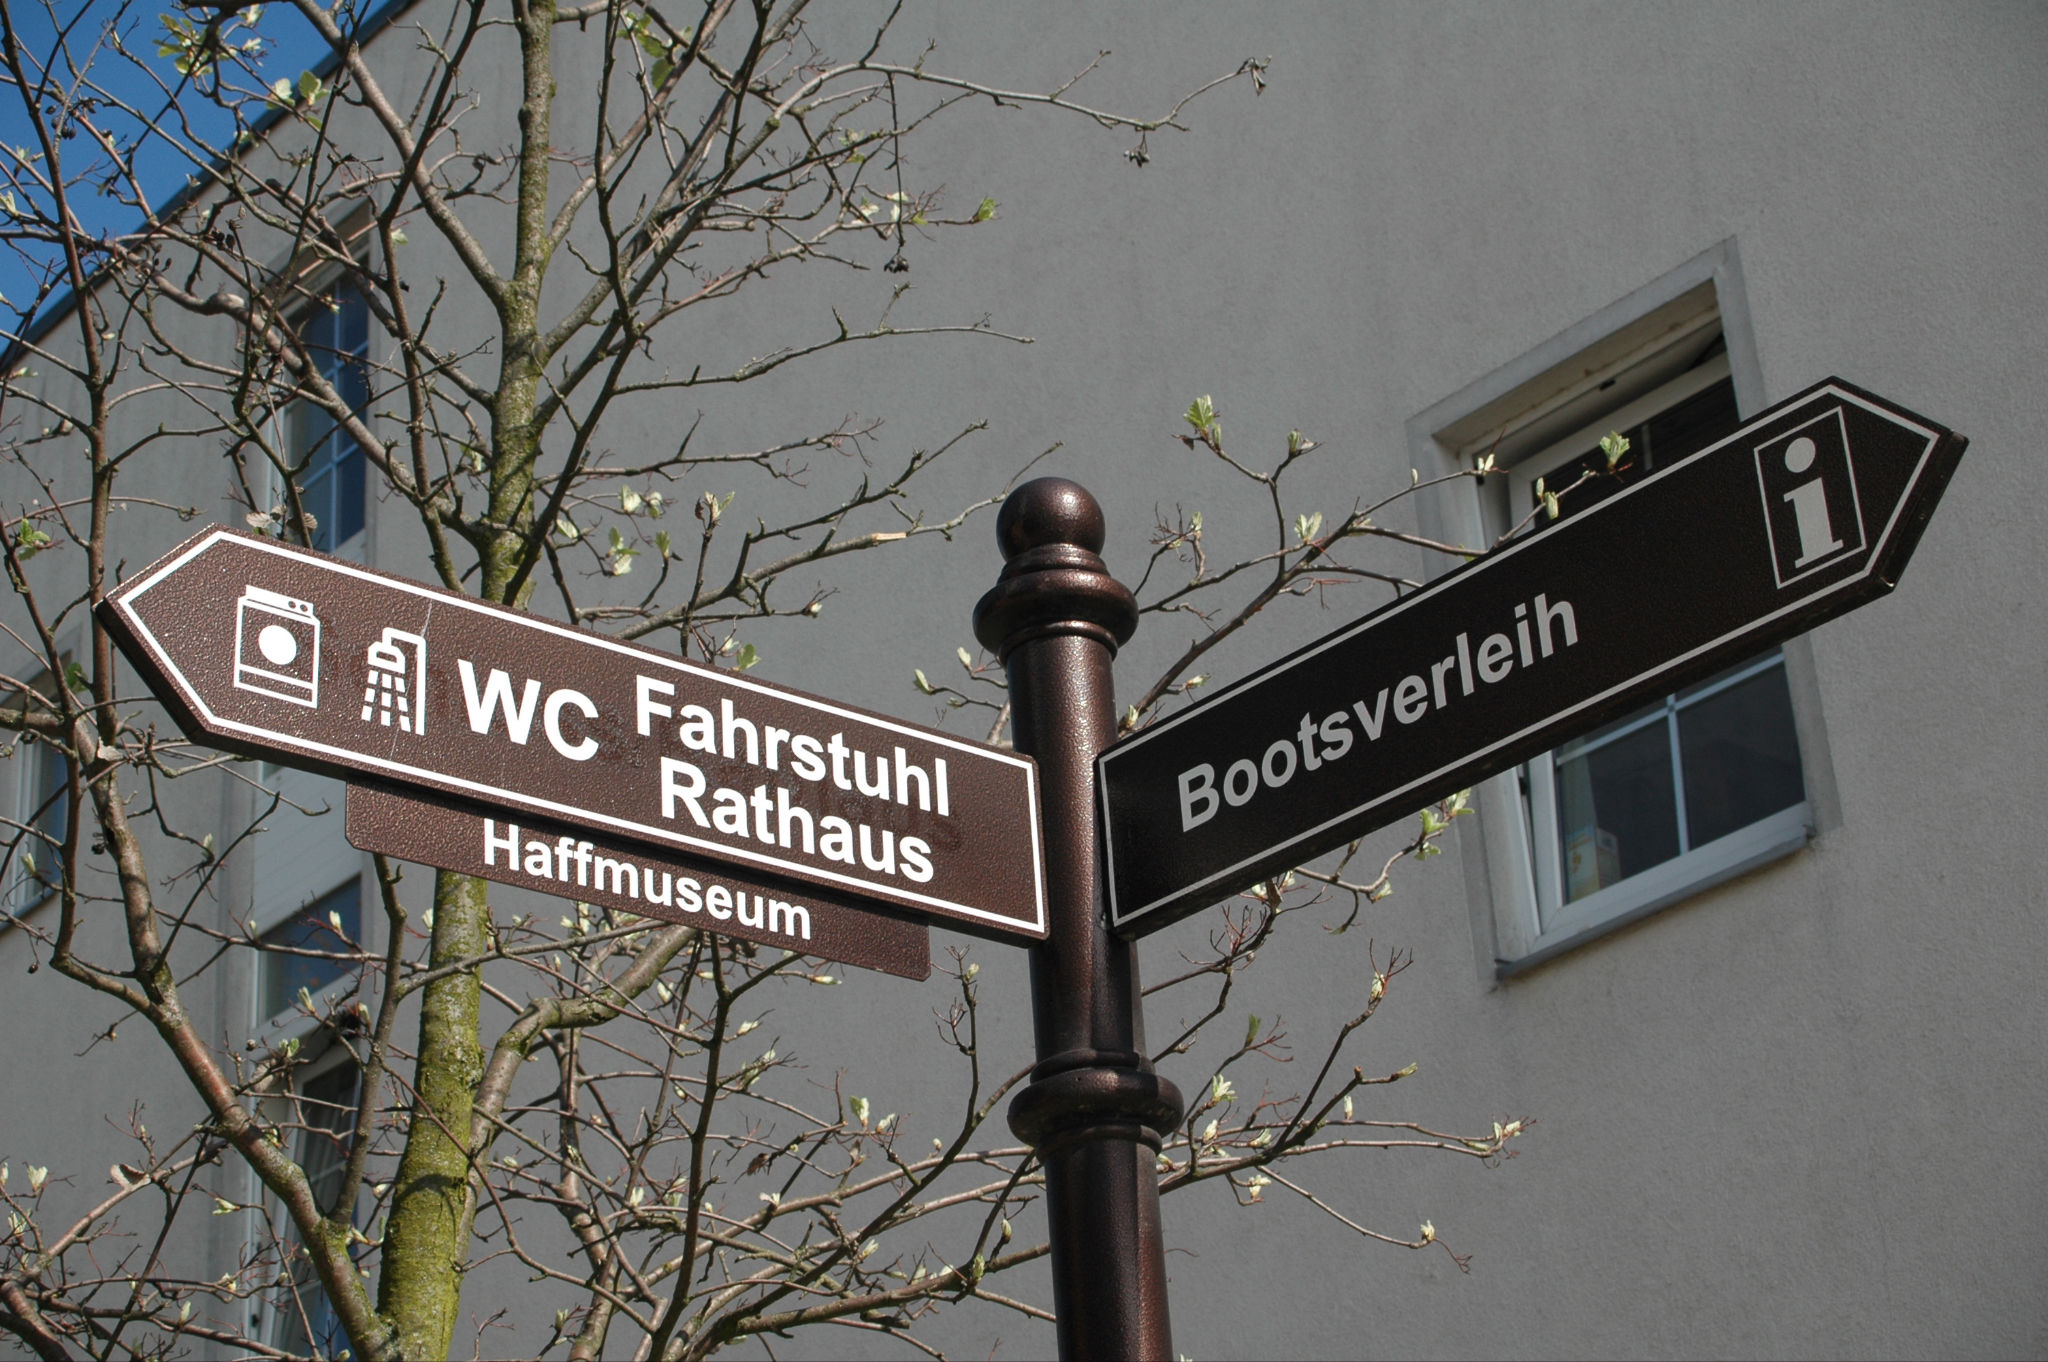 WC Fahrstuhl
Rathaus
Haffmuseum
Bootsverleih i